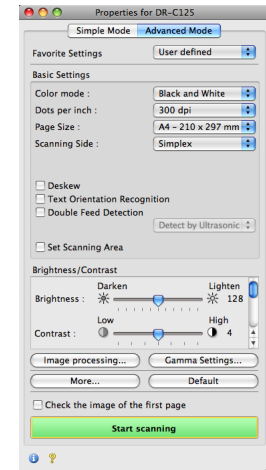 Properties for DR-C125
Simple Mode Advanced Mode
Favorite Settings User defined
Basic Settings
Color mode : Black and White
Dots per inch : 300 dpi
Page Size : A4 - 210 x 297 mm
Scanning Side : Simplex
Deskew
Text Orientation Recognition
Double Feed Detection
Detect by Ultrasonic
Set Scanning Area
Brightness/Contrast
Darken Lighten
Brightness : 128
Low High
Contrast : 4
Image processing... Gamma Settings...
More... Default
Check the image of the first page
Start scanning